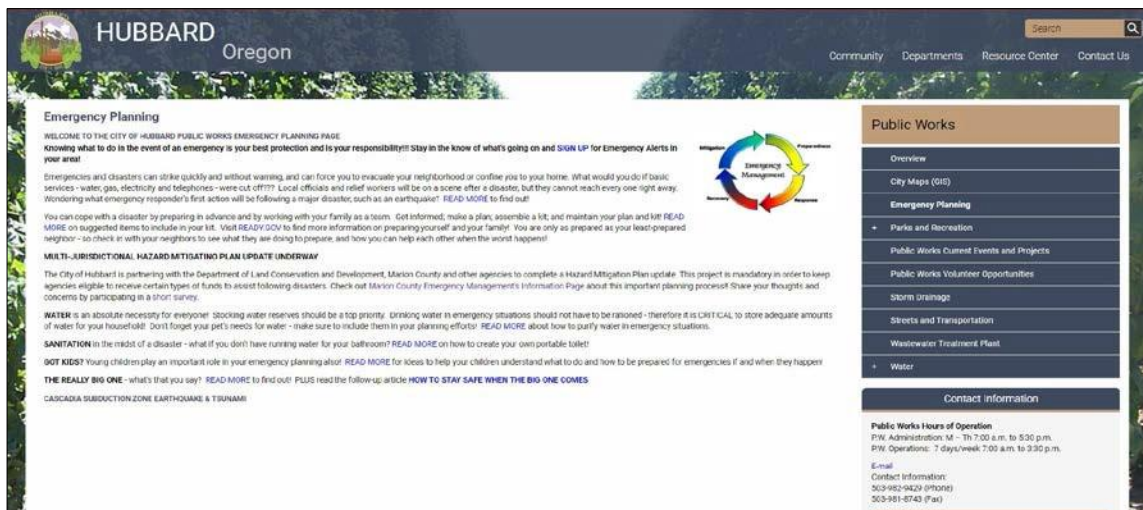 HUBBARD
Oregon
Search
Community Departments Resource Center Contact Us
Emergency Planning
WELCOME TO THE CITY OF HUBBARD PUBLIC WORKS EMERGENCY PLANNING PAGE
Knowing what to do in the event of an emergency is your best protection and is your responsibility!!! Stay in the know of what's going on and SIGN UP for Emergency Alerts in
your area!
Emergencies and disasters can strike quickly and without warning, and can force you to evacuate your neighborhood or confine you to your home. What would you do if basic
services - water, gas, electricity and telephones - were cut off??? Local officials and relief workers will be on a scene after a disaster, but they cannot reach every one right away.
Wondering what emergency responder's first action will be following a major disaster, such as an earthquake? READ MORE to find out!
You can cope with a disaster by preparing in advance and by working with your family as a team. Get informed; make a plan; assemble a kit; and maintain your plan and kit! READ
MORE on suggested items to include in your kit. Visit READY.GOV to find more information on preparing yourself and your family! You are only as prepared as your least-prepared
neighbor - so check in with your neighbors to see what they are doing to prepare, and how you can help each other when the worst happens!
Mitigation
Preparedness
Emergency
Management
Recovery
Response
MULTI-JURISDICTIONAL HAZARD MITIGATING PLAN UPDATE UNDERWAY
The City of Hubbard is partnering with the Department of Land Conservation and Development, Marion County and other agencies to complete a Hazard Mitigation Plan update. This project is mandatory in order to keep
agencies eligible to receive certain types of funds to assist following disasters. Check out Marion County Emergency Management's Information Page about this important planning process!! Share your thoughts and
concerns by participating in a short survey.
WATER is an absolute necessity for everyone! Stocking water reserves should be a top priority. Drinking water in emergency situations should not have to be rationed - therefore it is CRITICAL to store adequate amounts
of water for your household! Don't forget your pet's needs for water - make sure to include them in your planning efforts! READ MORE about how to purify water in emergency situations.
SANITATION in the midst of a disaster - what if you don't have running water for your bathroom? READ MORE on how to create your own portable toilet!
GOT KIDS? Young children play an important role in your emergency planning also! READ MORE for ideas to help your children understand what to do and how to be prepared for emergencies if and when they happen!
THE REALLY BIG ONE - what's that you say? READ MORE to find out! PLUS read the follow-up article HOW TO STAY SAFE WHEN THE BIG ONE COMES
CASCADIA SUBDUCTION ZONE EARTHQUAKE & TSUNAMI
Public Works
Overview
City Maps (GIS)
Emergency Planning
+ Parks and Recreation
Public Works Current Events and Projects
Public Works Volunteer Opportunities
Storm Drainage
Streets and Transportation
Wastewater Treatment Plant
+ Water
Contact Information
Public Works Hours of Operation
P.W. Administration: M - Th 7:00 a.m. to 5:30 p.m.
P.W. Operations: 7 days/week 7:00 a.m. to 3:30 p.m.
E-mail
Contact Information:
503-982-9429 (Phone)
503-981-8743 (Fax)